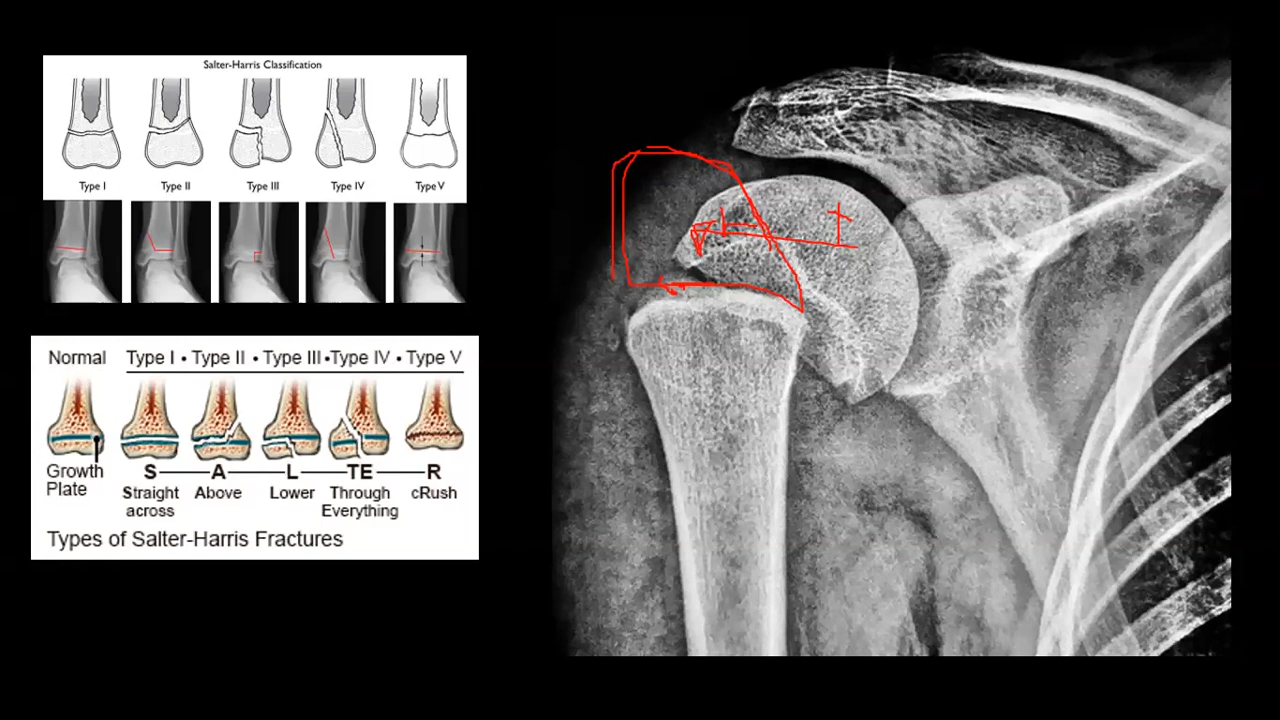 Salter-Harris Classification
Type I Type II Type III Type IV Type V
Normal Type I • Type II • Type III •Type IV • Type V
Growth Plate
S A L TE R
Straight across Above Lower Through Everything cRush
Types of Salter-Harris Fractures